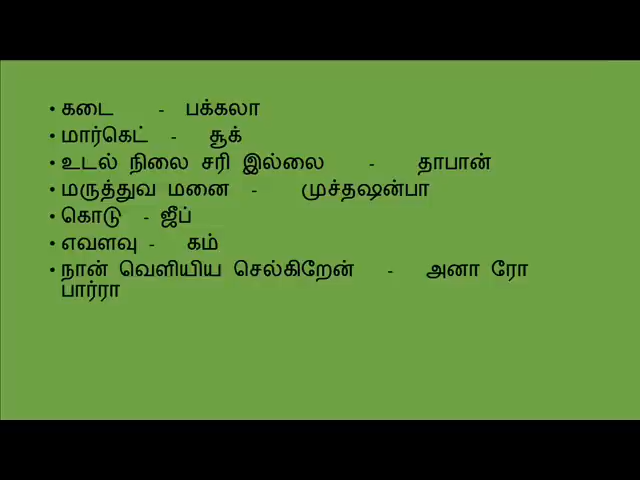 • கடை - பக்கலா
• மார்கெட் - சூக்
• உடல் நிலை சரி இல்லை - தாபான்
• மருத்துவ மனை - முச்தஷன்பா
• கொடு - ஜீப்
• எவளவு - கம்
• நான் வெளியிய செல்கிறேன் - அனா ரோ
பார்ரா